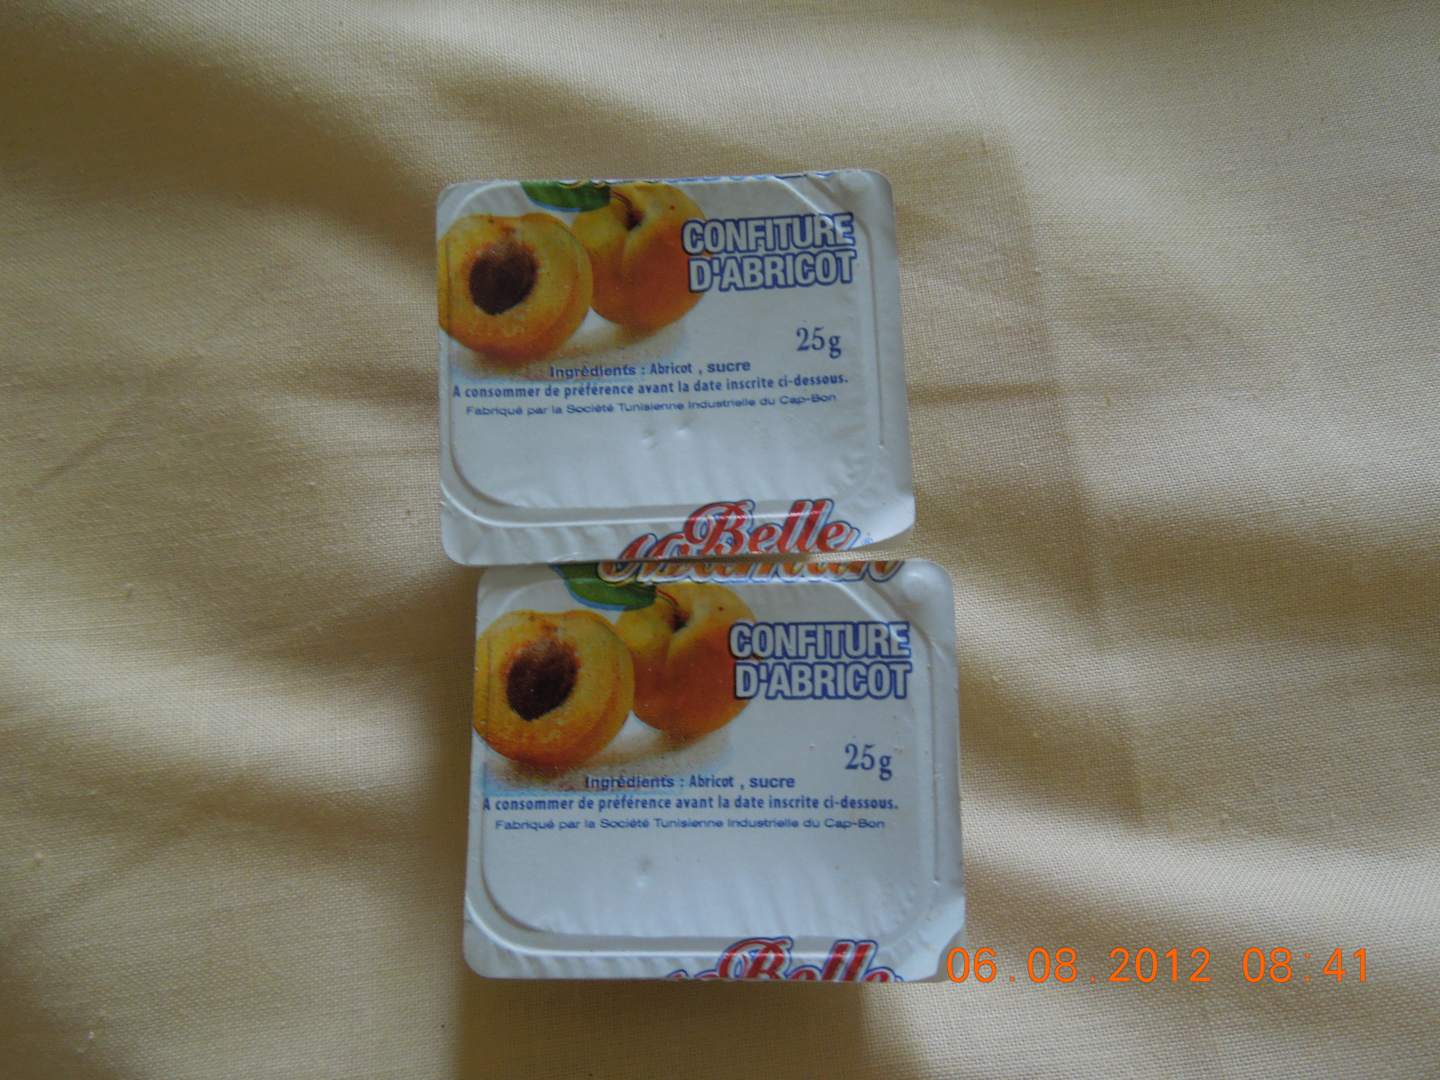 CONFITURE
D'ABRICOT
25g
Ingrédients : Abricot , sucre
A consommer de préférence avant la date inscrite ci-dessous.
Fabriqué par la Société Tunisienne Industrielle du Cap-Bon
Belle
CONFITURE
D'ABRICOT
25g
Ingrédients : Abricot , sucre
A consommer de préférence avant la date inscrite ci-dessous.
Fabriqué par la Société Tunisienne Industrielle du Cap-Bon
Belle
06.08.2012 08:41